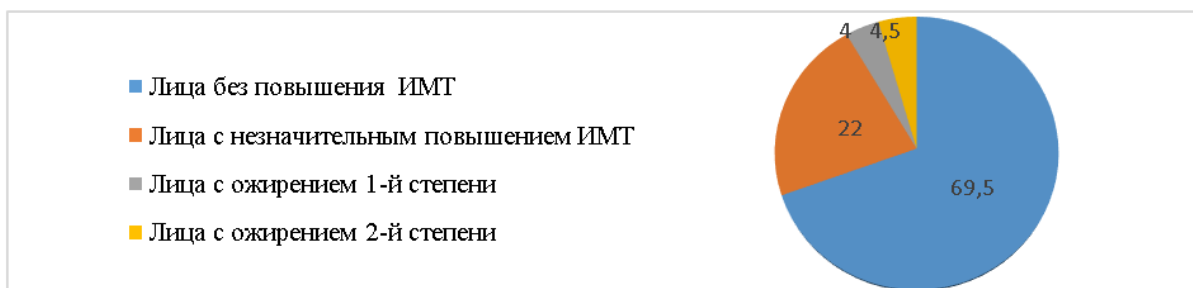 Лица без повышения ИМТ
Лица с незначительным повышением ИМТ
Лица с ожирением 1-й степени
Лица с ожирением 2-й степени
4
4,5
22
69,5